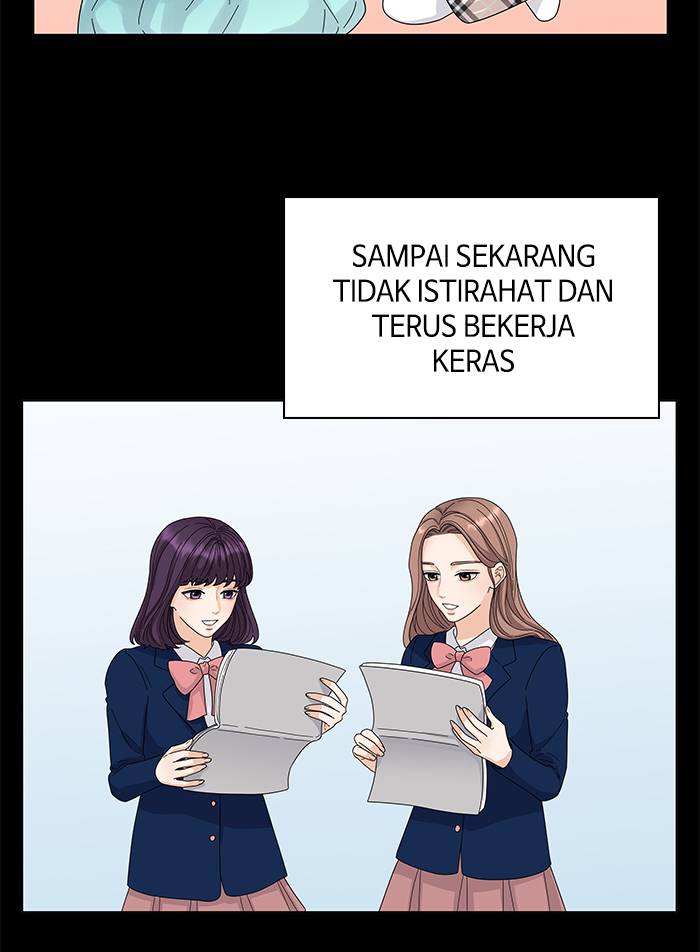 SAMPAI SEKARANG
TIDAK ISTIRAHAT DAN
TERUS BEKERJA
KERAS